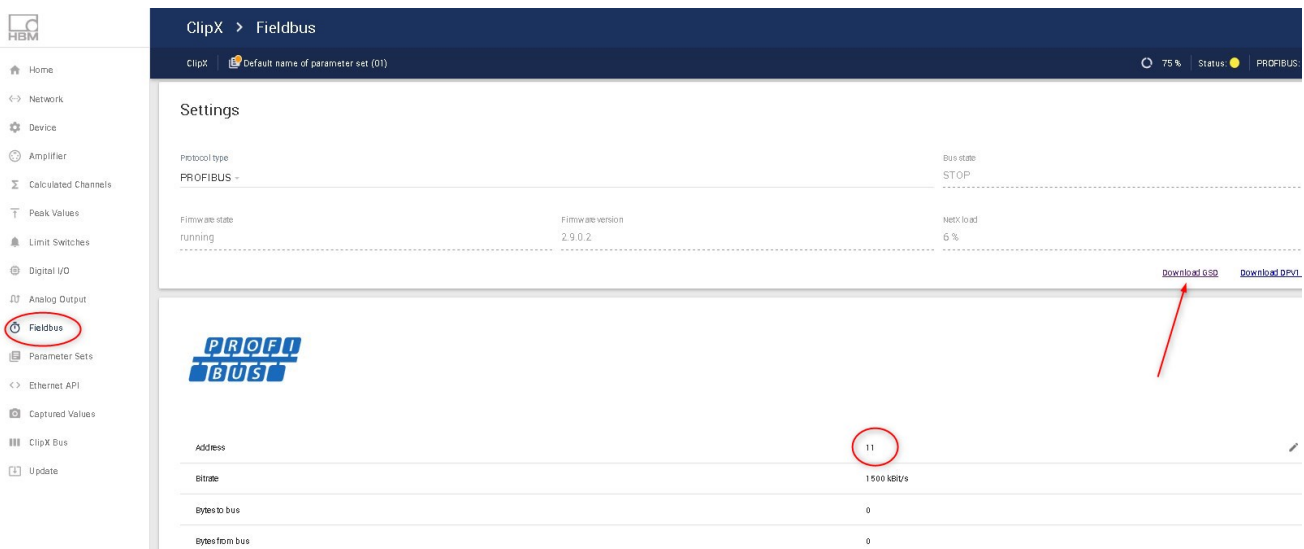 HBM
Home
Network
Device
Amplifier
Calculated Channels
Peak Values
Limit Switches
Digital I/O
Analog Output
Fieldbus
Parameter Sets
Ethernet API
Captured Values
ClipX Bus
Update
ClipX > Fieldbus
ClipX Default name of parameter set (01) 75 % Status: PROFIBUS:
Settings
Protocol type Bus state
PROFIBUS - STOP
Firmware state Firmware version NetX load
running 2.9.0.2 6 %
Download GSD Download DPV1
PROFI
BUS
Address 11
Bitrate 1500 kBit/s
Bytes to bus 0
Bytes from bus 0